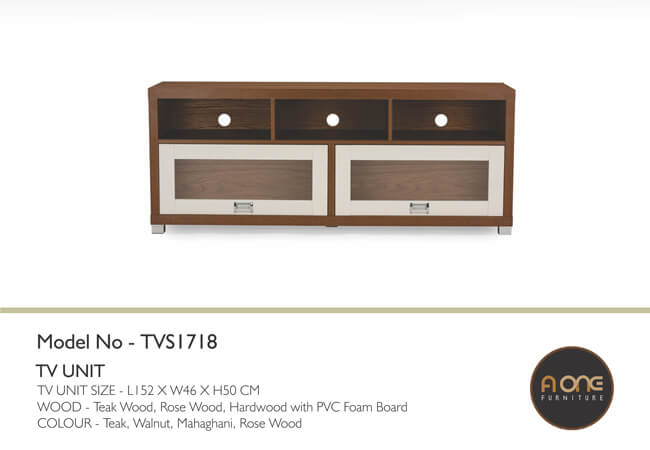 Model No - TVS1718
TV UNIT
TV UNIT SIZE - L152 X W46 X H50 CM
WOOD - Teak Wood, Rose Wood, Hardwood with PVC Foam Board
COLOUR - Teak, Walnut, Mahaghani, Rose Wood
A ONE
FURNITURE